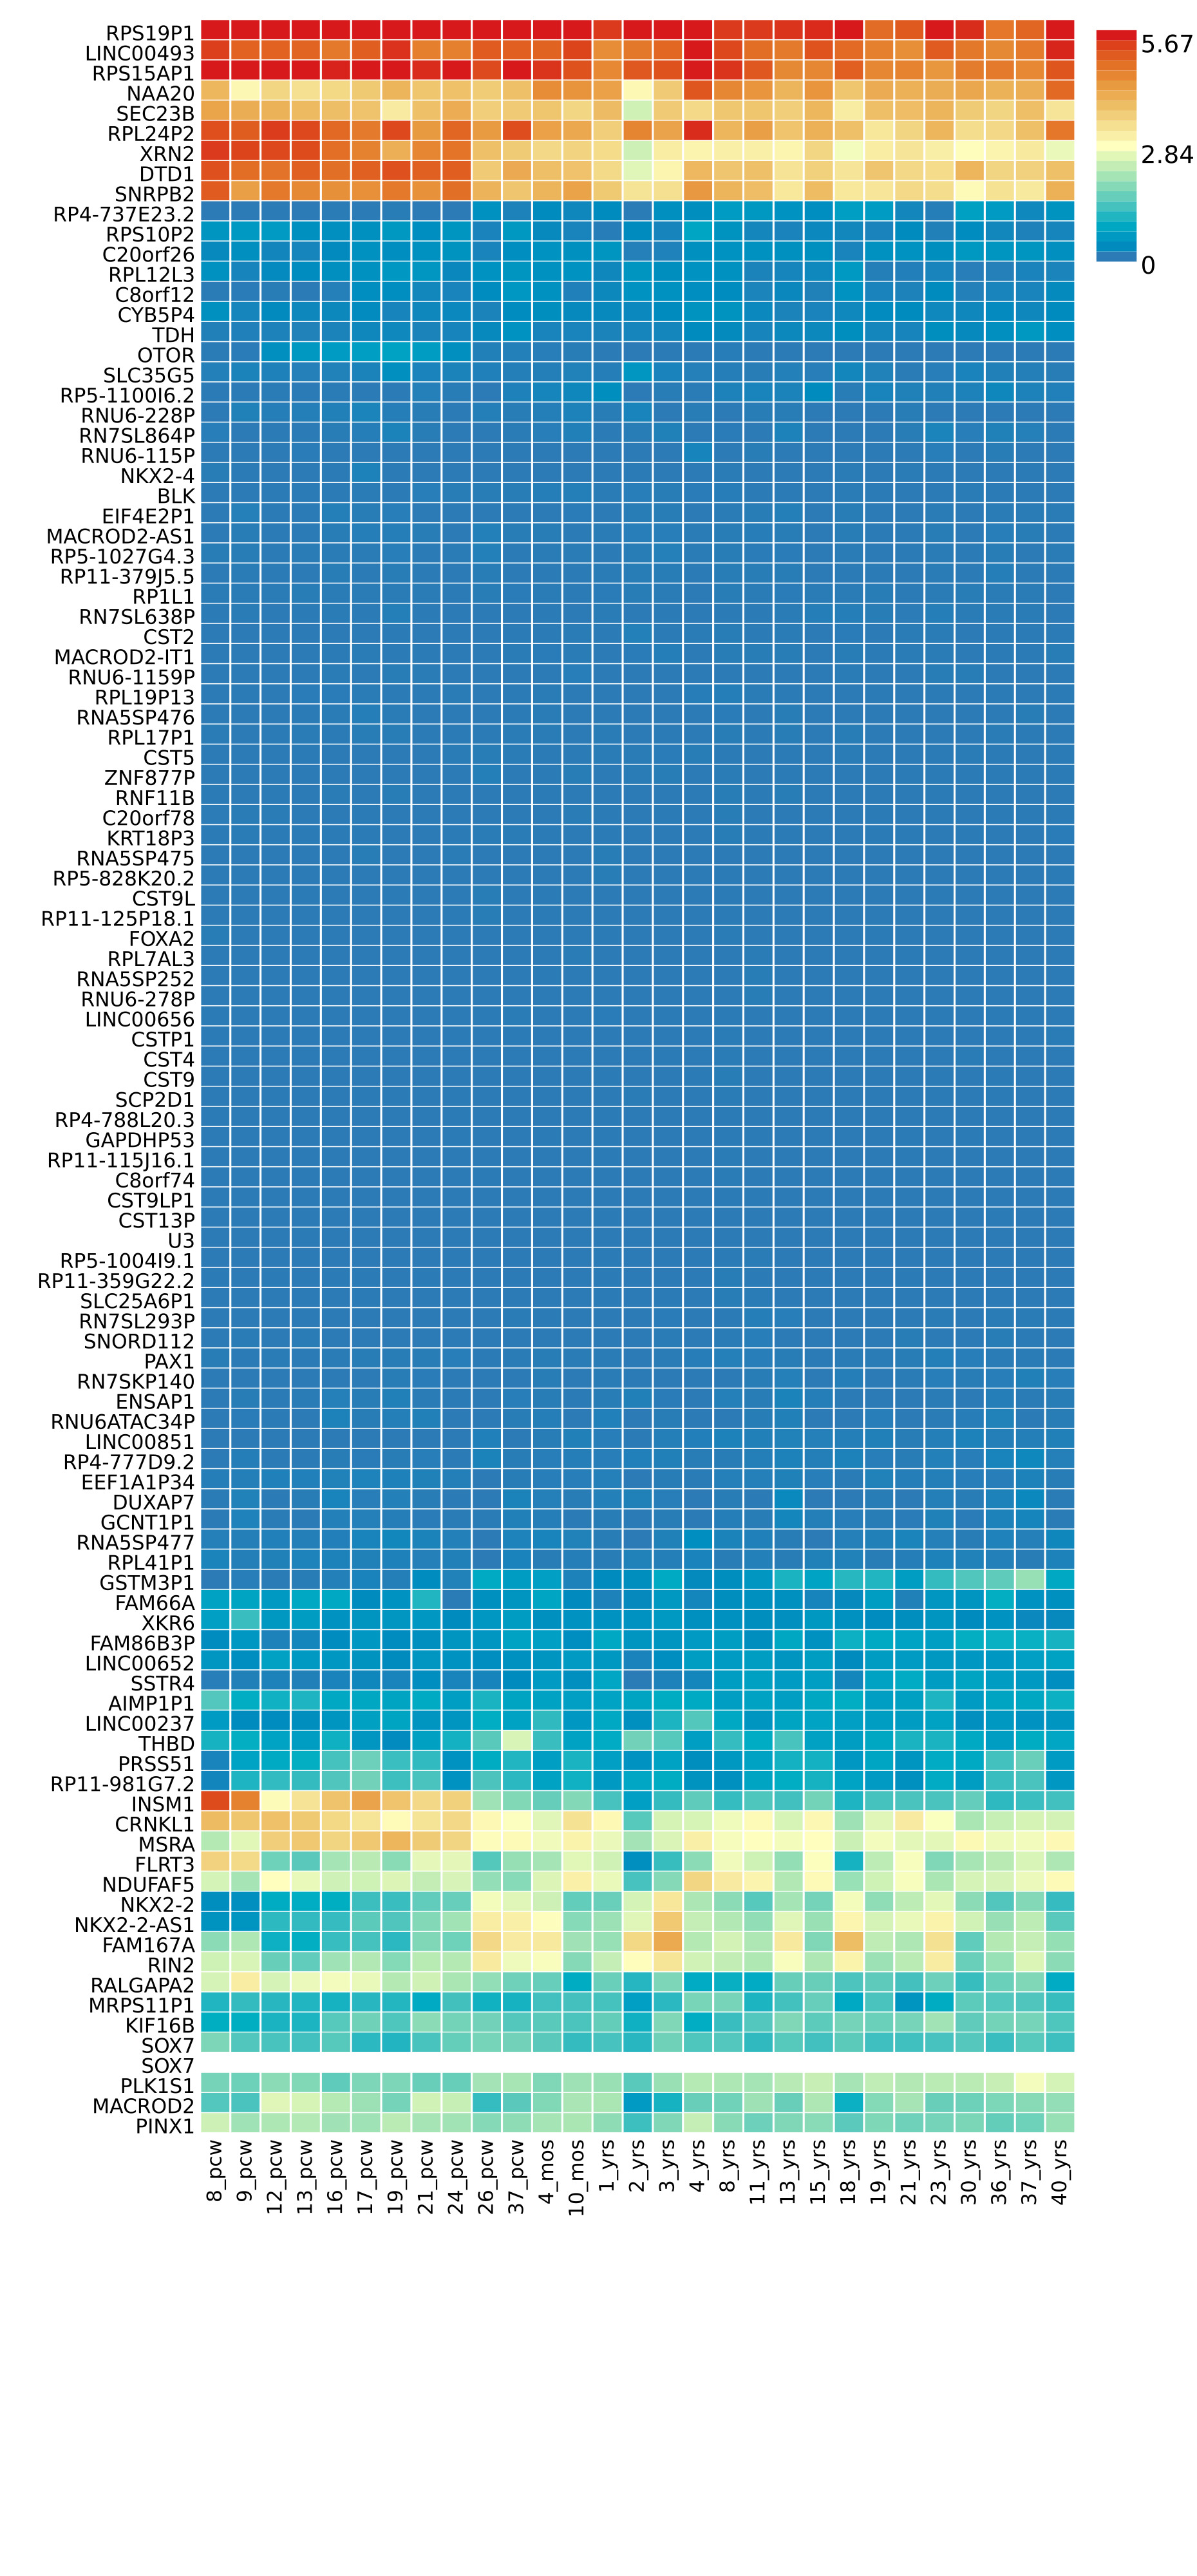 RPS19P1
LINC00493
RPS15AP1
NAA20
SEC23B
RPL24P2
XRN2
DTD1
SNRPB2
RP4-737E23.2
RPS10P2
C20orf26
RPL12L3
C8orf12
CYB5P4
TDH
OTOR
SLC35G5
RP5-1100I6.2
RNU6-228P
RN7SL864P
RNU6-115P
NKX2-4
BLK
EIF4E2P1
MACROD2-AS1
RP5-1027G4.3
RP11-379J5.5
RP1L1
RN7SL638P
CST2
MACROD2-IT1
RNU6-1159P
RPL19P13
RNA5SP476
RPL17P1
CST5
ZNF877P
RNF11B
C20orf78
KRT18P3
RNA5SP475
RP5-828K20.2
CST9L
RP11-125P18.1
FOXA2
RPL7AL3
RNA5SP252
RNU6-278P
LINC00656
CSTP1
CST4
CST9
SCP2D1
RP4-788L20.3
GAPDHP53
RP11-115J16.1
C8orf74
CST9LP1
CST13P
U3
RP5-1004I9.1
RP11-359G22.2
SLC25A6P1
RN7SL293P
SNORD112
PAX1
RN7SKP140
ENSAP1
RNU6ATAC34P
LINC00851
RP4-777D9.2
EEF1A1P34
DUXAP7
GCNT1P1
RNA5SP477
RPL41P1
GSTM3P1
FAM66A
XKR6
FAM86B3P
LINC00652
SSTR4
AIMP1P1
LINC00237
THBD
PRSS51
RP11-981G7.2
INSM1
CRNKL1
MSRA
FLRT3
NDUFAF5
NKX2-2
NKX2-2-AS1
FAM167A
RIN2
RALGAPA2
MRPS11P1
KIF16B
SOX7
SOX7
PLK1S1
MACROD2
PINX1
8_pcw
9_pcw
12_pcw
13_pcw
16_pcw
17_pcw
19_pcw
21_pcw
24_pcw
26_pcw
37_pcw
4_mos
10_mos
1_yrs
2_yrs
3_yrs
4_yrs
8_yrs
11_yrs
13_yrs
15_yrs
18_yrs
19_yrs
21_yrs
23_yrs
30_yrs
36_yrs
37_yrs
40_yrs
5.67
2.84
0